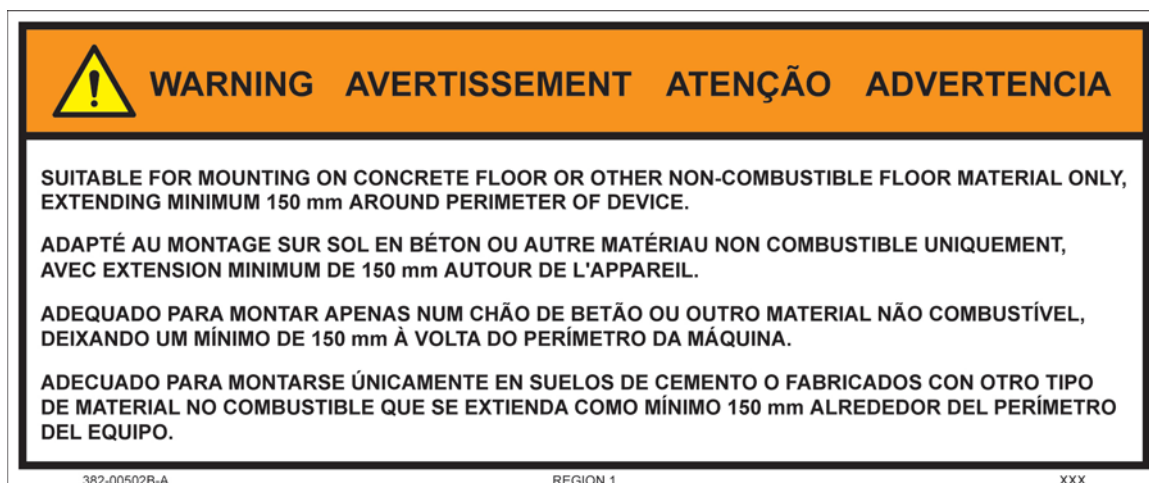 WARNING AVERTISSEMENT ATENÇÃO ADVERTENCIA
SUITABLE FOR MOUNTING ON CONCRETE FLOOR OR OTHER NON-COMBUSTIBLE FLOOR MATERIAL ONLY,
EXTENDING MINIMUM 150 mm AROUND PERIMETER OF DEVICE.
ADAPTÉ AU MONTAGE SUR SOL EN BÉTON OU AUTRE MATÉRIAU NON COMBUSTIBLE UNIQUEMENT,
AVEC EXTENSION MINIMUM DE 150 mm AUTOUR DE L'APPAREIL.
ADEQUADO PARA MONTAR APENAS NUM CHÃO DE BETÃO OU OUTRO MATERIAL NÃO COMBUSTÍVEL,
DEIXANDO UM MÍNIMO DE 150 mm À VOLTA DO PERÍMETRO DA MÁQUINA.
ADECUADO PARA MONTARSE ÚNICAMENTE EN SUELOS DE CEMENTO O FABRICADOS CON OTRO TIPO
DE MATERIAL NO COMBUSTIBLE QUE SE EXTIENDA COMO MÍNIMO 150 mm ALREDEDOR DEL PERÍMETRO
DEL EQUIPO.
382-00502B-A REGION 1 XXX